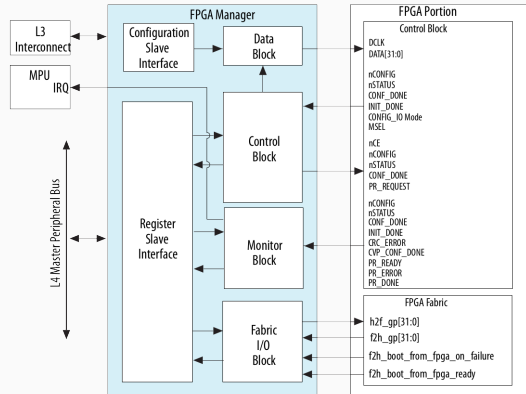 FPGA Manager
FPGA Portion
L3
Interconnect
MPU
IRQ
L4 Master Peripheral Bus
Configuration
Slave
Interface
Data
Block
Control
Block
Register
Slave
Interface
Monitor
Block
Fabric
I/O
Block
Control Block
DCLK
DATA[31:0]
nCONFIG
nSTATUS
CONF_DONE
INIT_DONE
CONFIG_IO Mode
MSEL
nCE
nCONFIG
nSTATUS
CONF_DONE
PR_REQUEST
nCONFIG
nSTATUS
CONF_DONE
INIT_DONE
CRC_ERROR
CVP_CONF_DONE
PR_READY
PR_ERROR
PR_DONE
FPGA Fabric
h2f_gp[31:0]
f2h_gp[31:0]
f2h_boot_from_fpga_on_failure
f2h_boot_from_fpga_ready